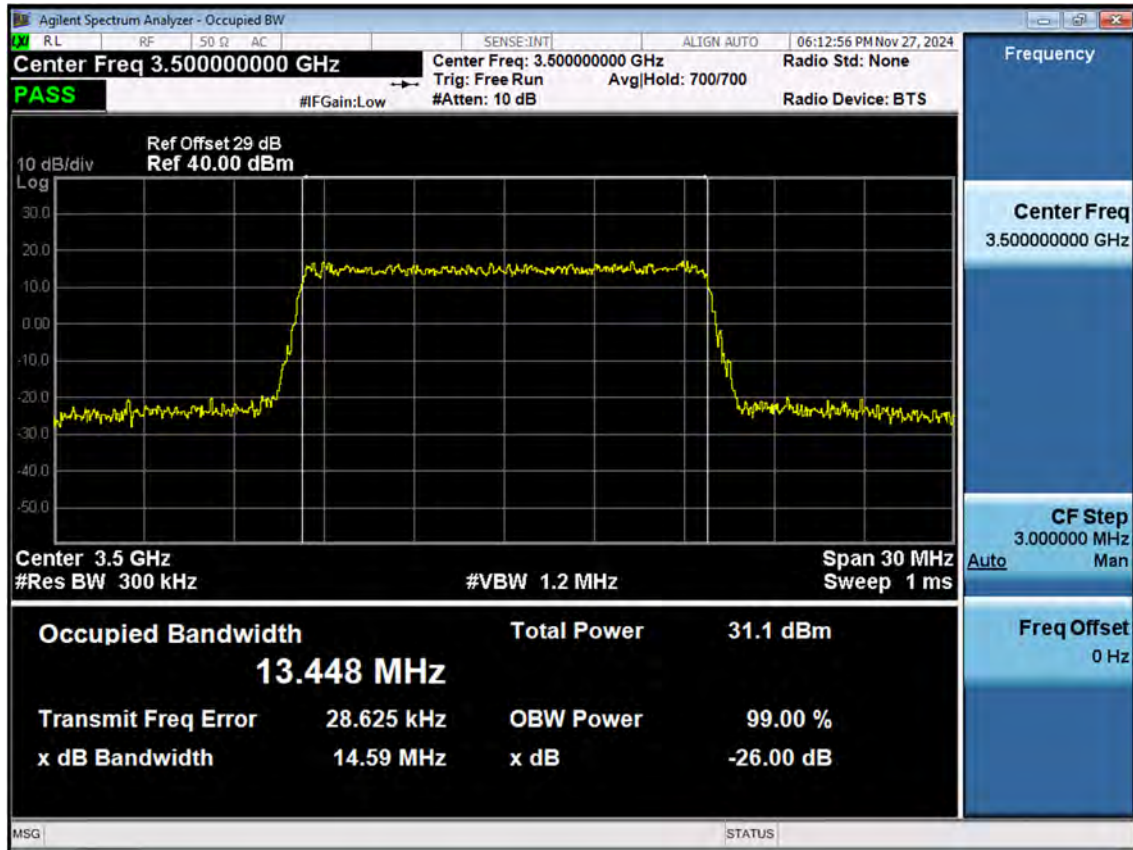 Agilent Spectrum Analyzer - Occupied BW
LXI RL RF 50 Ω AC SENSE:INT ALIGN AUTO 06:12:56 PM Nov 27, 2024
Center Freq 3.500000000 GHz
Center Freq: 3.500000000 GHz
Radio Std: None
Trig: Free Run Avg|Hold: 700/700
PASS
#IFGain:Low
#Atten: 10 dB
Radio Device: BTS
Ref Offset 29 dB
10 dB/div Ref 40.00 dBm
Log
30.0
20.0
10.0
0.00
-10.0
-20.0
-30.0
-40.0
-50.0
Center 3.5 GHz Span 30 MHz
#Res BW 300 kHz #VBW 1.2 MHz Sweep 1 ms
Occupied Bandwidth Total Power 31.1 dBm
13.448 MHz
Transmit Freq Error 28.625 kHz OBW Power 99.00 %
x dB Bandwidth 14.59 MHz x dB -26.00 dB
MSG STATUS
Frequency
Center Freq
3.500000000 GHz
CF Step
3.000000 MHz
Auto Man
Freq Offset
0 Hz